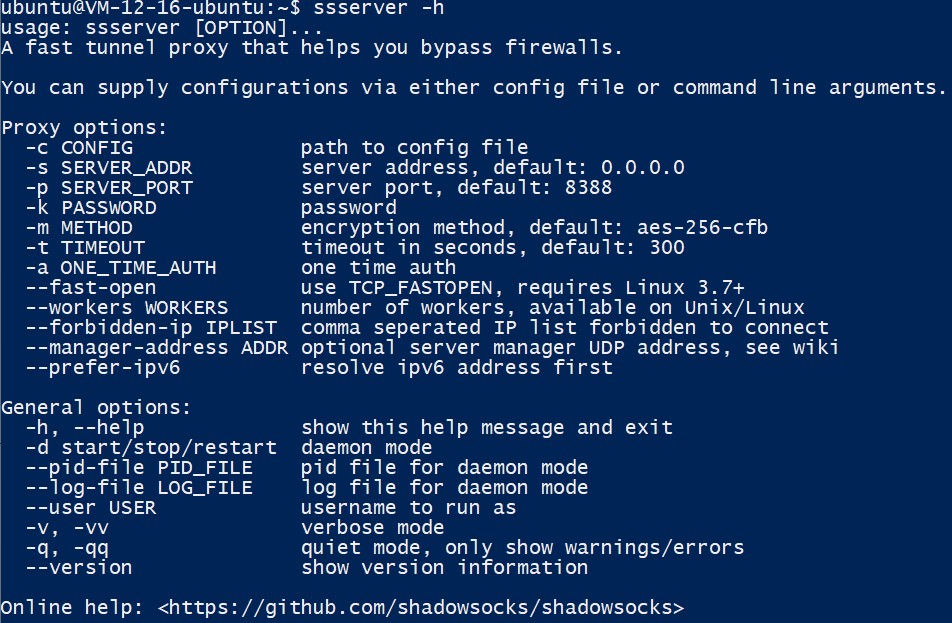 ubuntu@VM-12-16-ubuntu:~$ ssserver -h
usage: ssserver [OPTION]...
A fast tunnel proxy that helps you bypass firewalls.

You can supply configurations via either config file or command line arguments.

Proxy options:
  -c CONFIG              path to config file
  -s SERVER_ADDR         server address, default: 0.0.0.0
  -p SERVER_PORT         server port, default: 8388
  -k PASSWORD            password
  -m METHOD              encryption method, default: aes-256-cfb
  -t TIMEOUT             timeout in seconds, default: 300
  -a ONE_TIME_AUTH       one time auth
  --fast-open            use TCP_FASTOPEN, requires Linux 3.7+
  --workers WORKERS      number of workers, available on Unix/Linux
  --forbidden-ip IPLIST  comma seperated IP list forbidden to connect
  --manager-address ADDR optional server manager UDP address, see wiki
  --prefer-ipv6          resolve ipv6 address first

General options:
  -h, --help             show this help message and exit
  -d start/stop/restart  daemon mode
  --pid-file PID_FILE    pid file for daemon mode
  --log-file LOG_FILE    log file for daemon mode
  --user USER            username to run as
  -v, -vv                verbose mode
  -q, -qq                quiet mode, only show warnings/errors
  --version              show version information

Online help: <https://github.com/shadowsocks/shadowsocks>